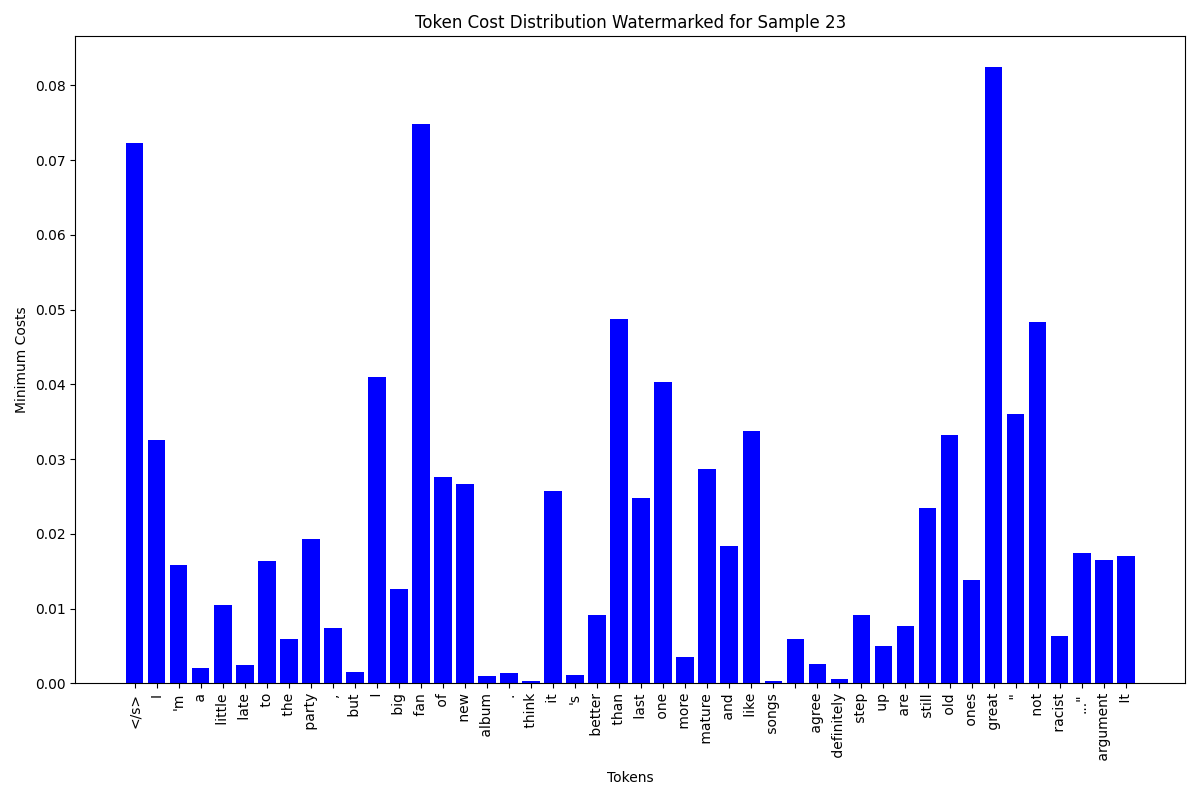 Token Cost Distribution Watermarked for Sample 23
Minimum Costs
0.08
0.07
0.06
0.05
0.04
0.03
0.02
0.01
0.00
</s>
I
'm
a
little
late
to
the
party
,
but
I
big
fan
of
new
album
.
think
it
's
better
than
last
one
more
mature
and
like
songs
agree
definitely
step
up
are
still
old
ones
great
"
not
racist
..."
argument
It
Tokens